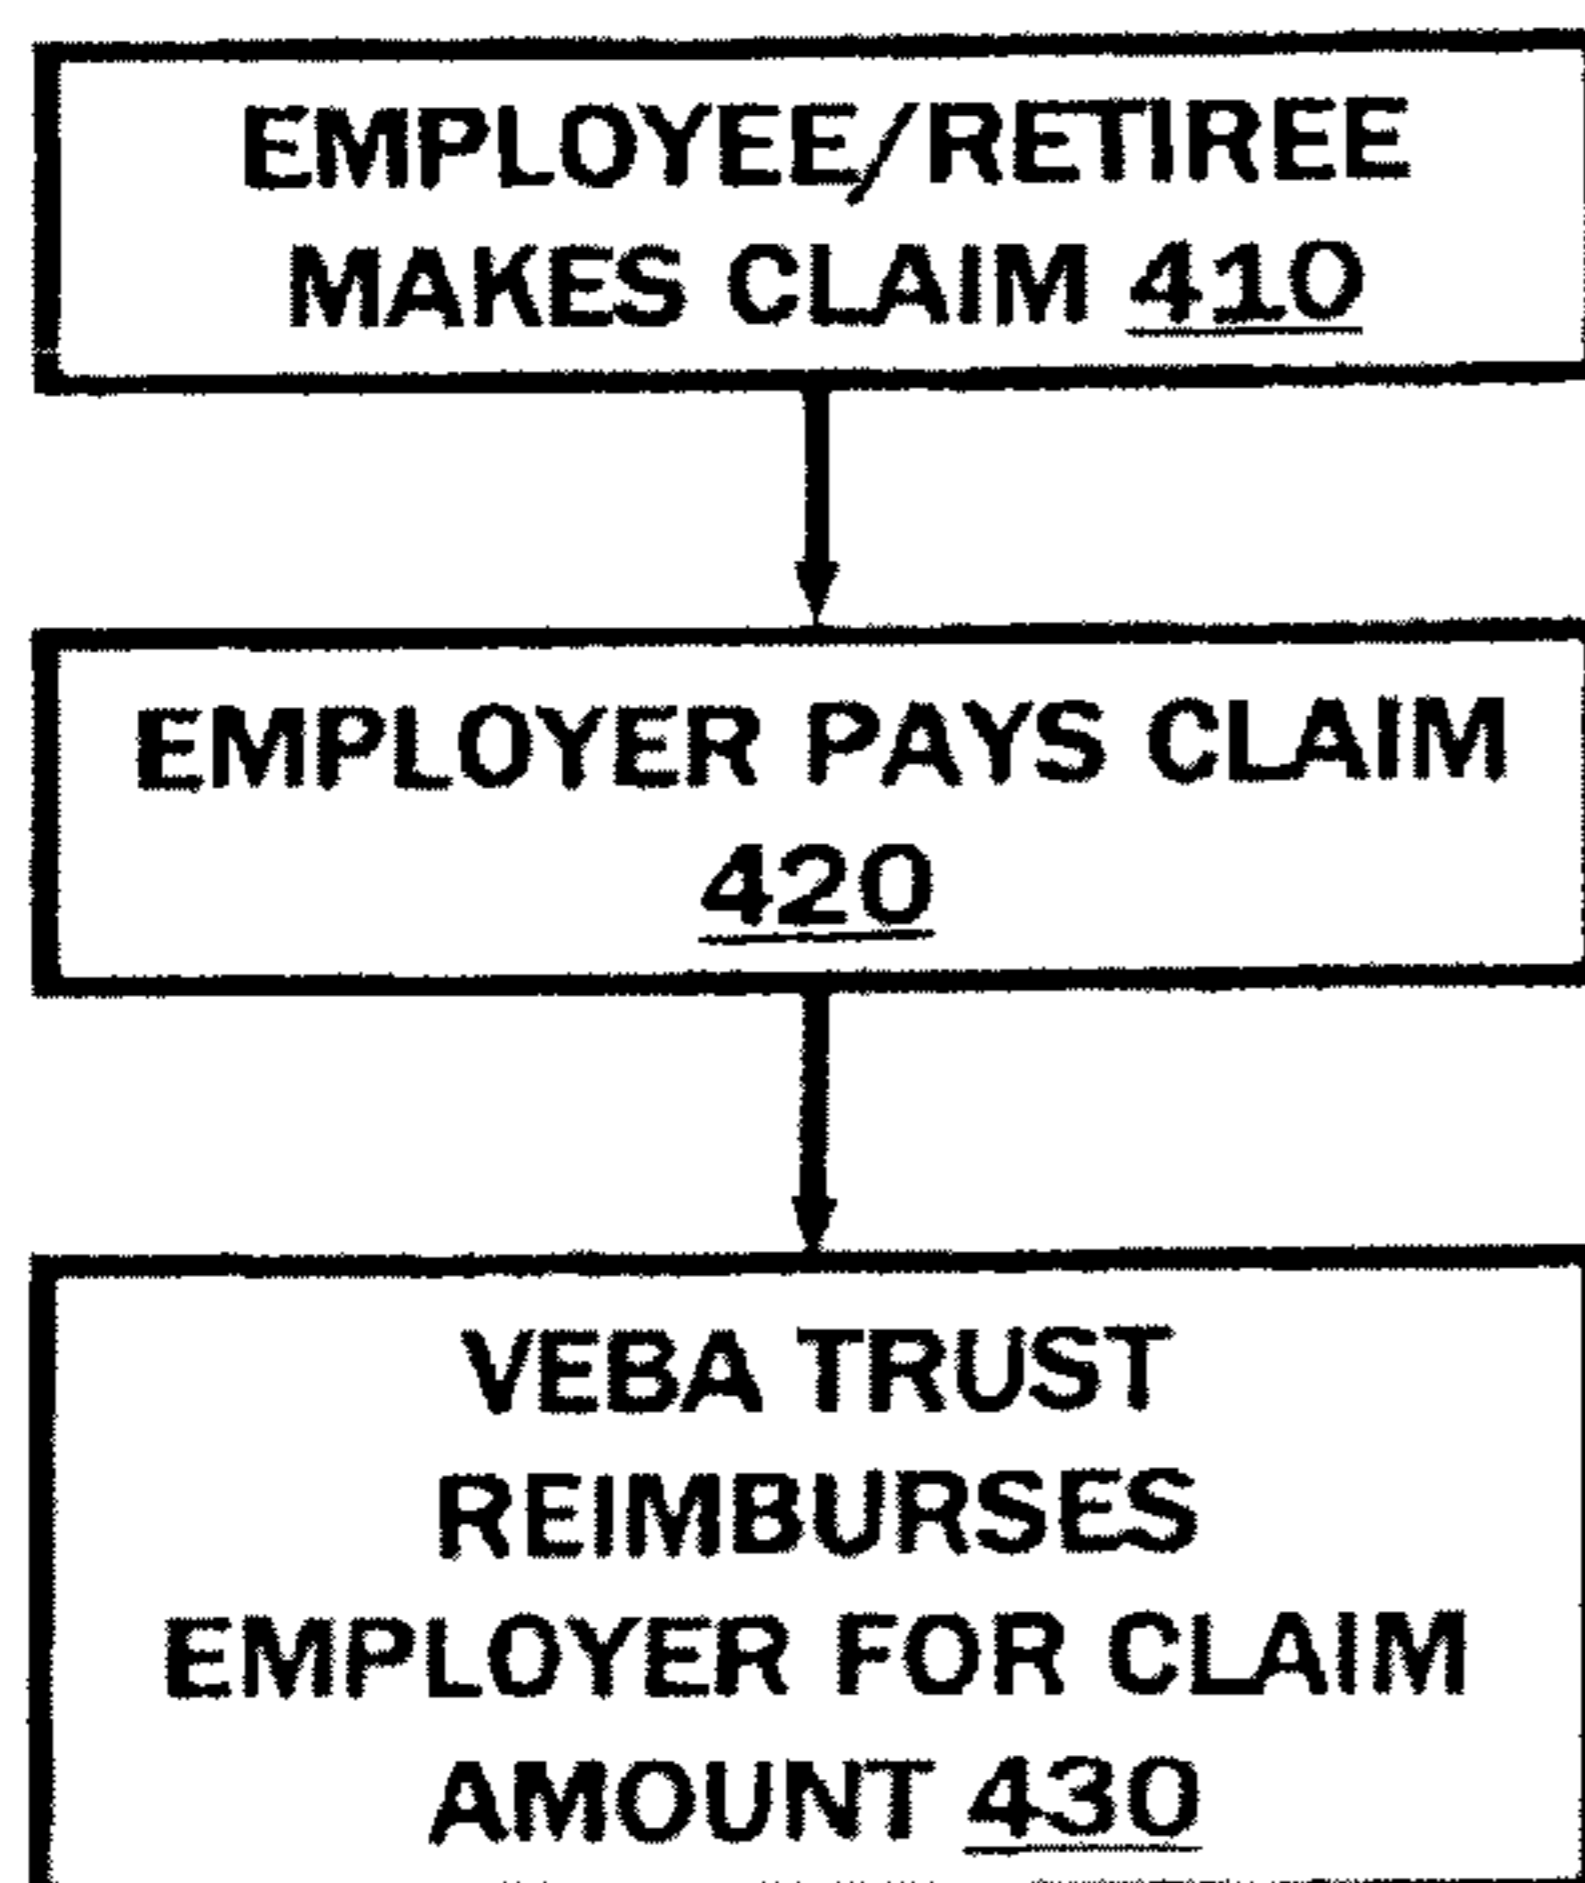 EMPLOYEE/RETIREE
MAKES CLAIM 410
EMPLOYER PAYS CLAIM
420
VEBA TRUST
REIMBURSES
EMPLOYER FOR CLAIM
AMOUNT 430